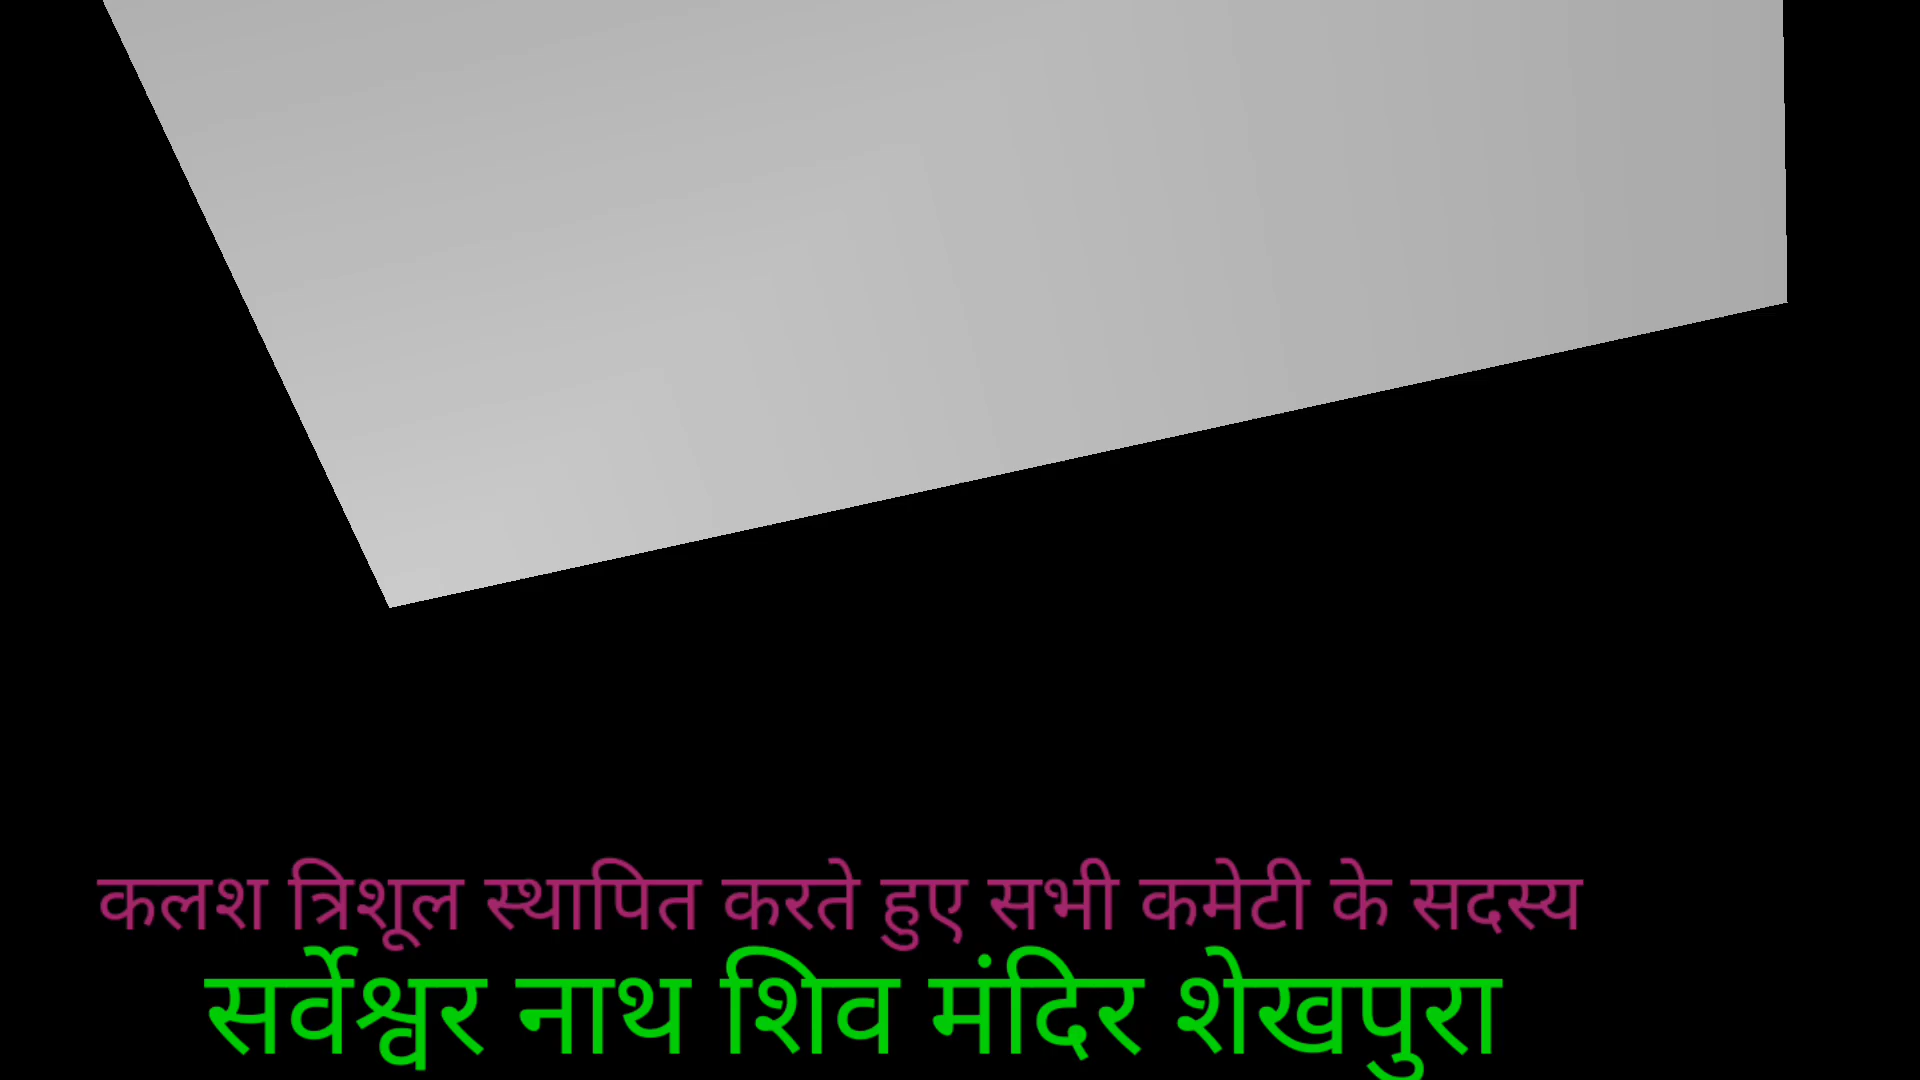 कलश त्रिशूल स्थापित करते हुए सभी कमेटी के सदस्य
सर्वेश्वर नाथ शिव मंदिर शेखपुरा